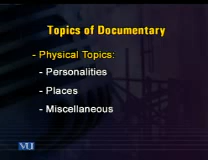 Topics of Documentary
- Physical Topics:
- Personalities
- Places
- Miscellaneous
VU